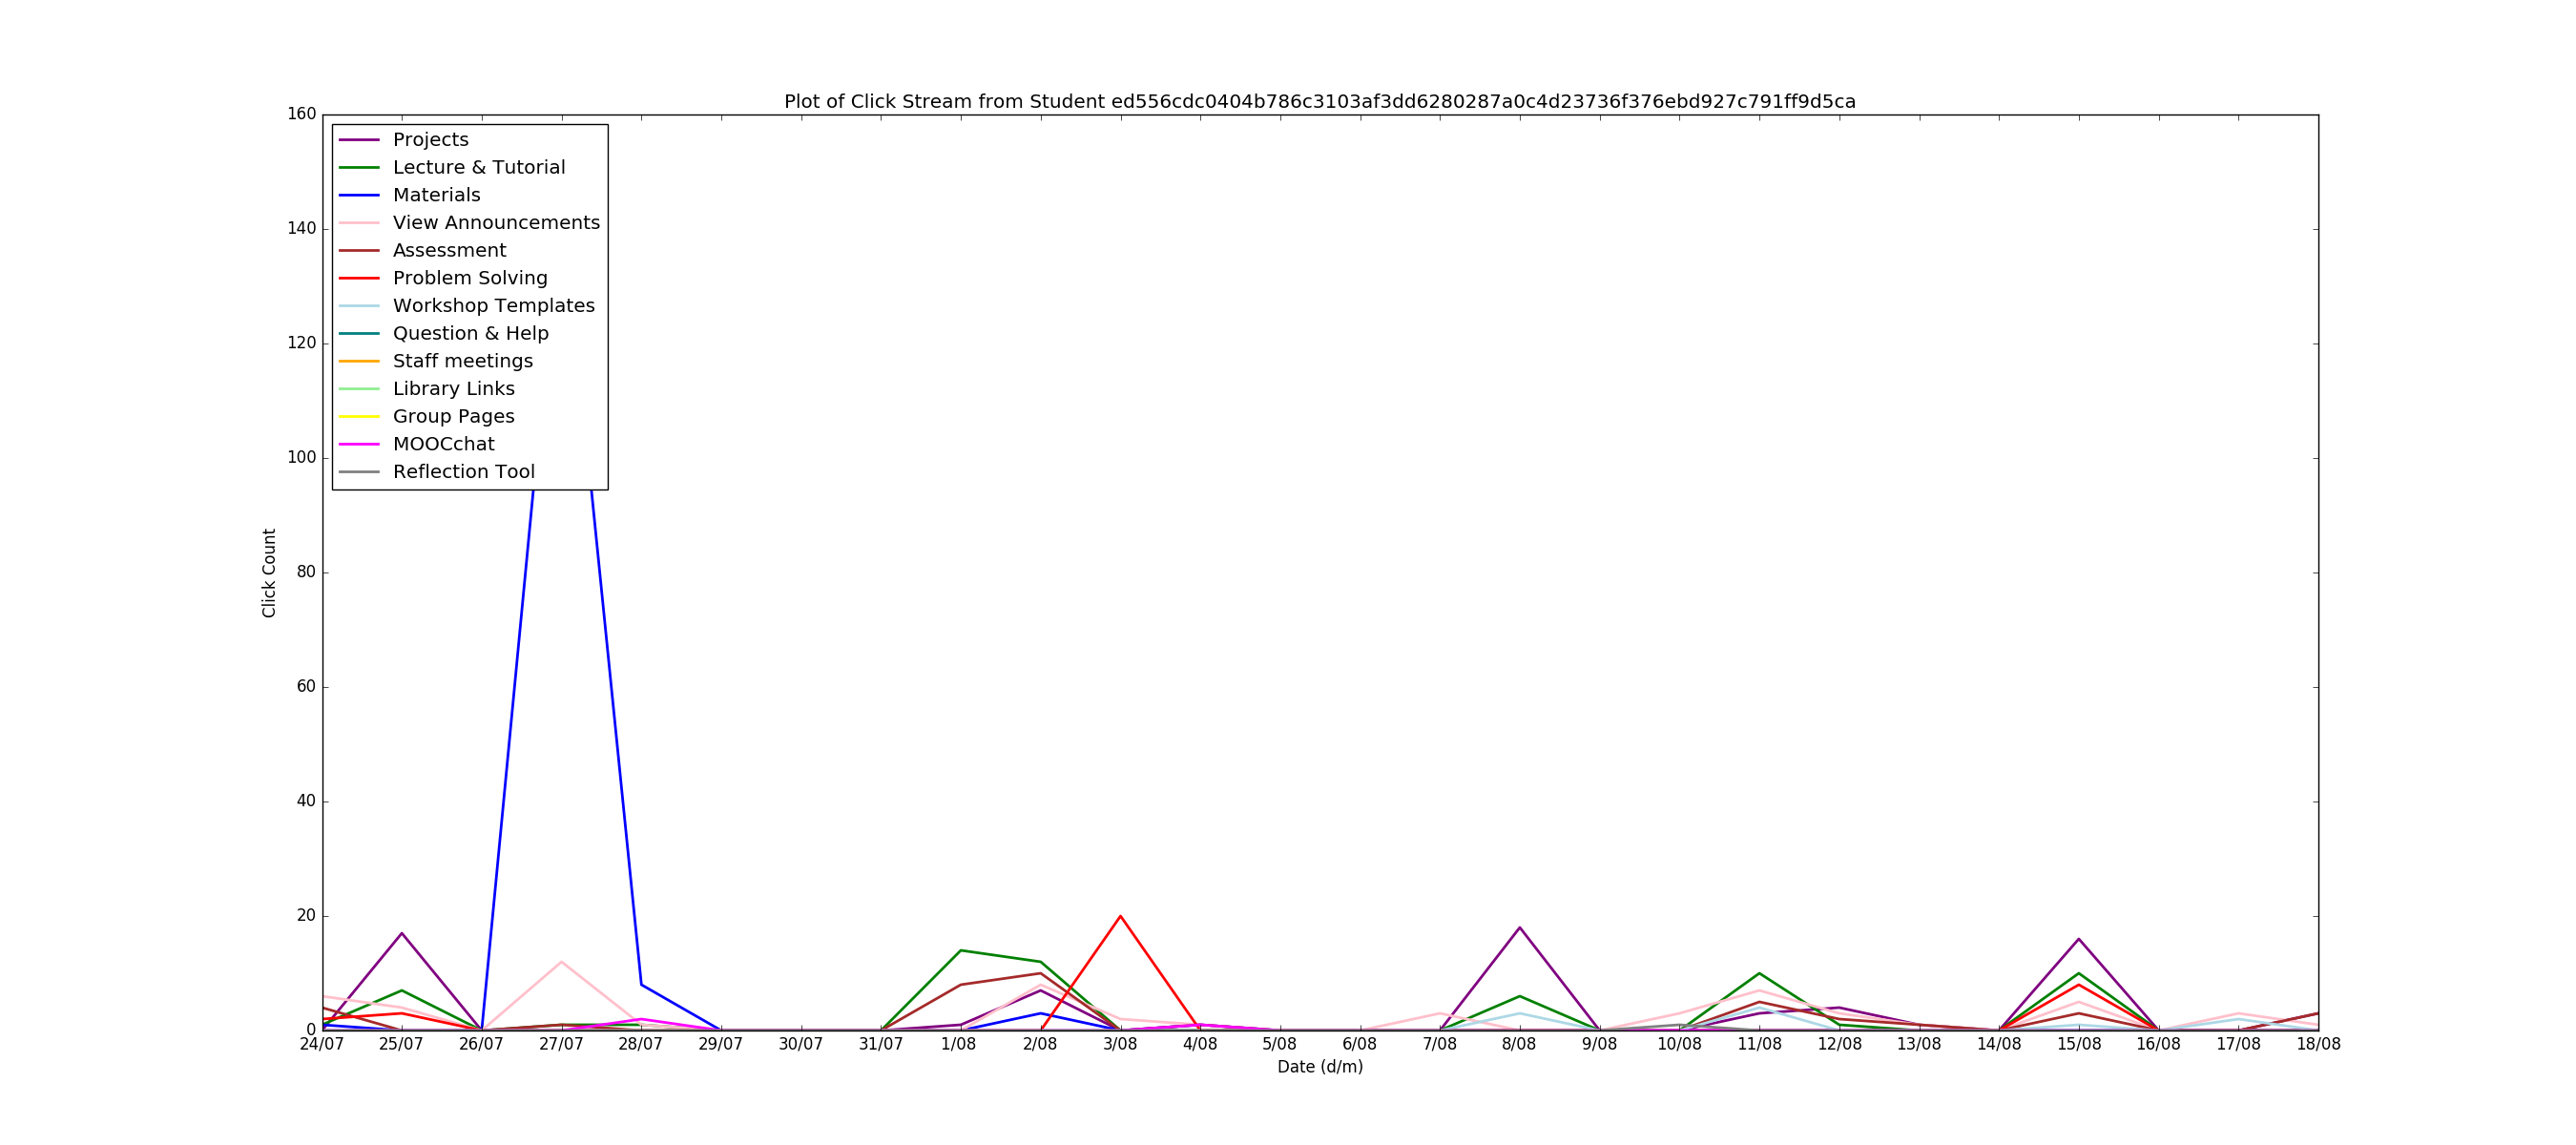 Plot of Click Stream from Student ed556cdc0404b786c3103af3dd6280287a0c4d23736f376ebd927c791ff9d5ca
160
140
120
100
80
60
40
20
0
Click Count
Projects
Lecture & Tutorial
Materials
View Announcements
Assessment
Problem Solving
Workshop Templates
Question & Help
Staff meetings
Library Links
Group Pages
MOOCchat
Reflection Tool
24/07 25/07 26/07 27/07 28/07 29/07 30/07 31/07 1/08 2/08 3/08 4/08 5/08 6/08 7/08 8/08 9/08 10/08 11/08 12/08 13/08 14/08 15/08 16/08 17/08 18/08
Date (d/m)